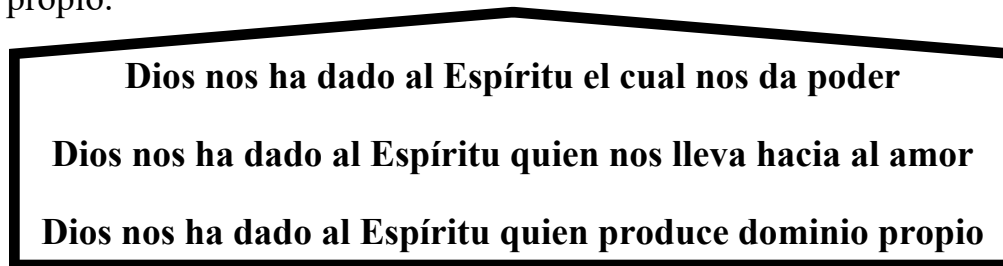 propio.
Dios nos ha dado al Espíritu el cual nos da poder
Dios nos ha dado al Espíritu quien nos lleva hacia al amor
Dios nos ha dado al Espíritu quien produce dominio propio